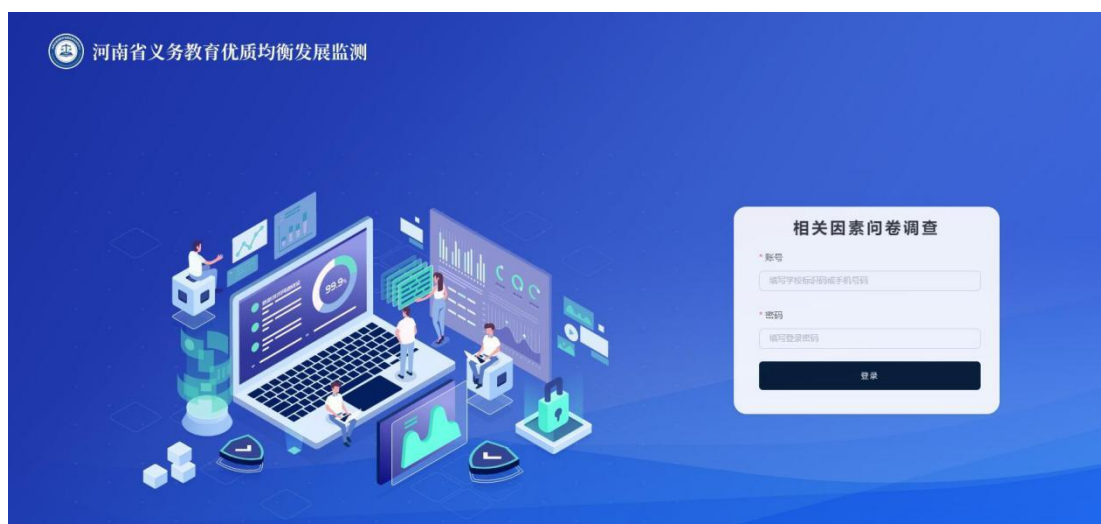 河南省义务教育优质均衡发展监测
相关因素问卷调查
*账号
填写学校标识码或手机号码
*密码
填写登录密码
登录
99.9%